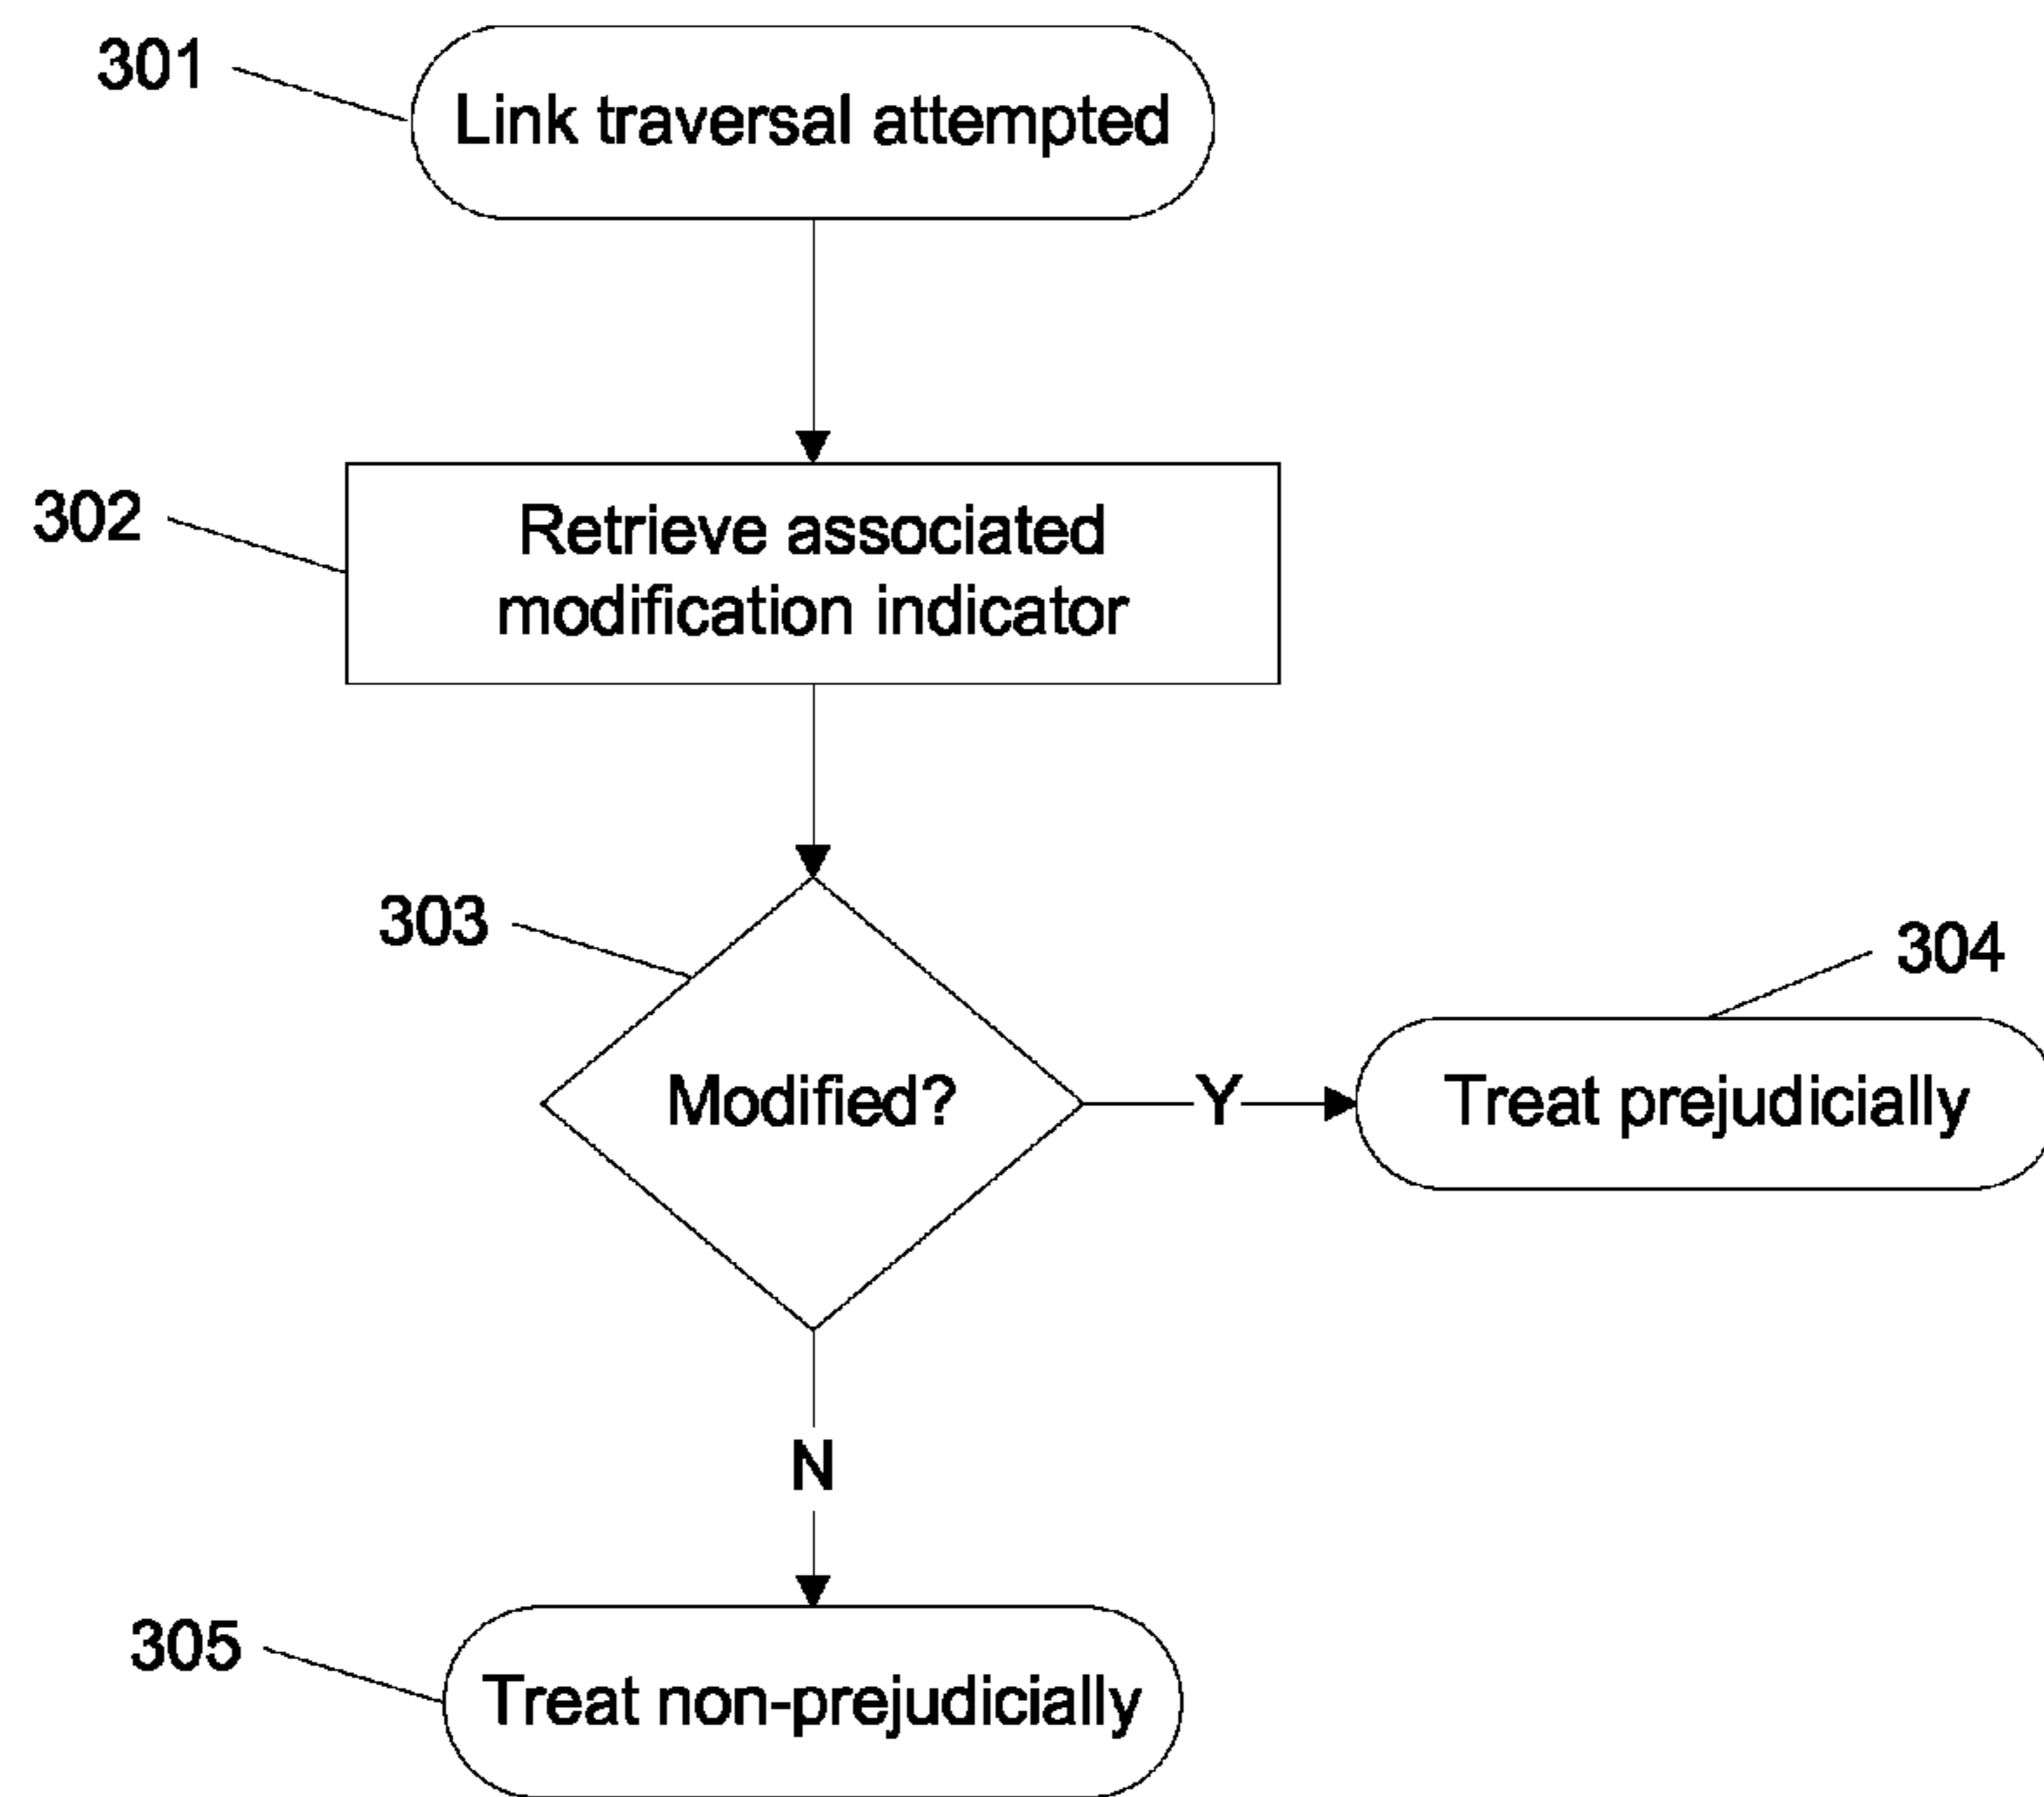 301
Link traversal attempted
302
Retrieve associated
modification indicator
303
304
Modified?
Y
Treat prejudicially
N
305
Treat non-prejudicially